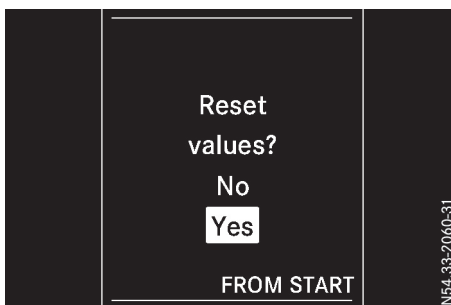 Reset
values?
No
Yes
FROM START
N54.33-2060-31